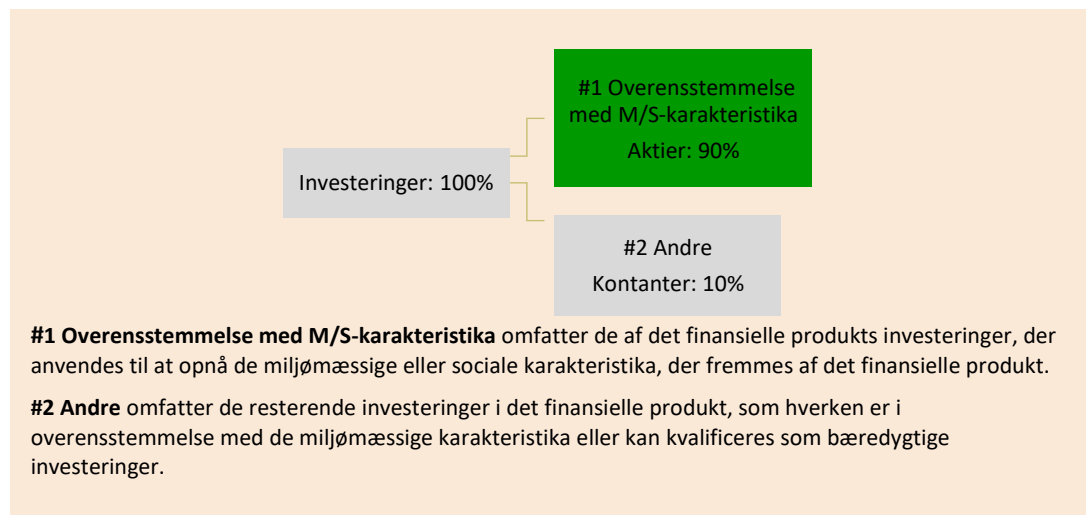 #1 Overensstemmelse
med M/S-karakteristika
Aktier: 90%
Investeringer: 100%
#2 Andre
Kontanter: 10%
#1 Overensstemmelse med M/S-karakteristika omfatter de af det finansielle produkts investeringer, der
anvendes til at opnå de miljømæssige eller sociale karakteristika, der fremmes af det finansielle produkt.
#2 Andre omfatter de resterende investeringer i det finansielle produkt, som hverken er i
overensstemmelse med de miljømæssige karakteristika eller kan kvalificeres som bæredygtige
investeringer.